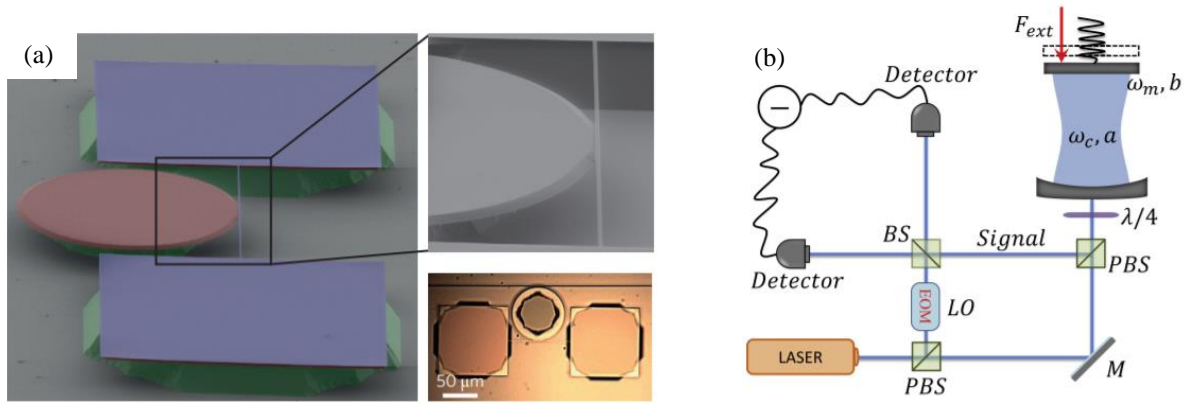 (a)
50 μm
(b)
F_ext
Detector
ω_m, b
ω_c, a
λ/4
BS
Signal
PBS
Detector
EOM
LO
LASER
PBS
M